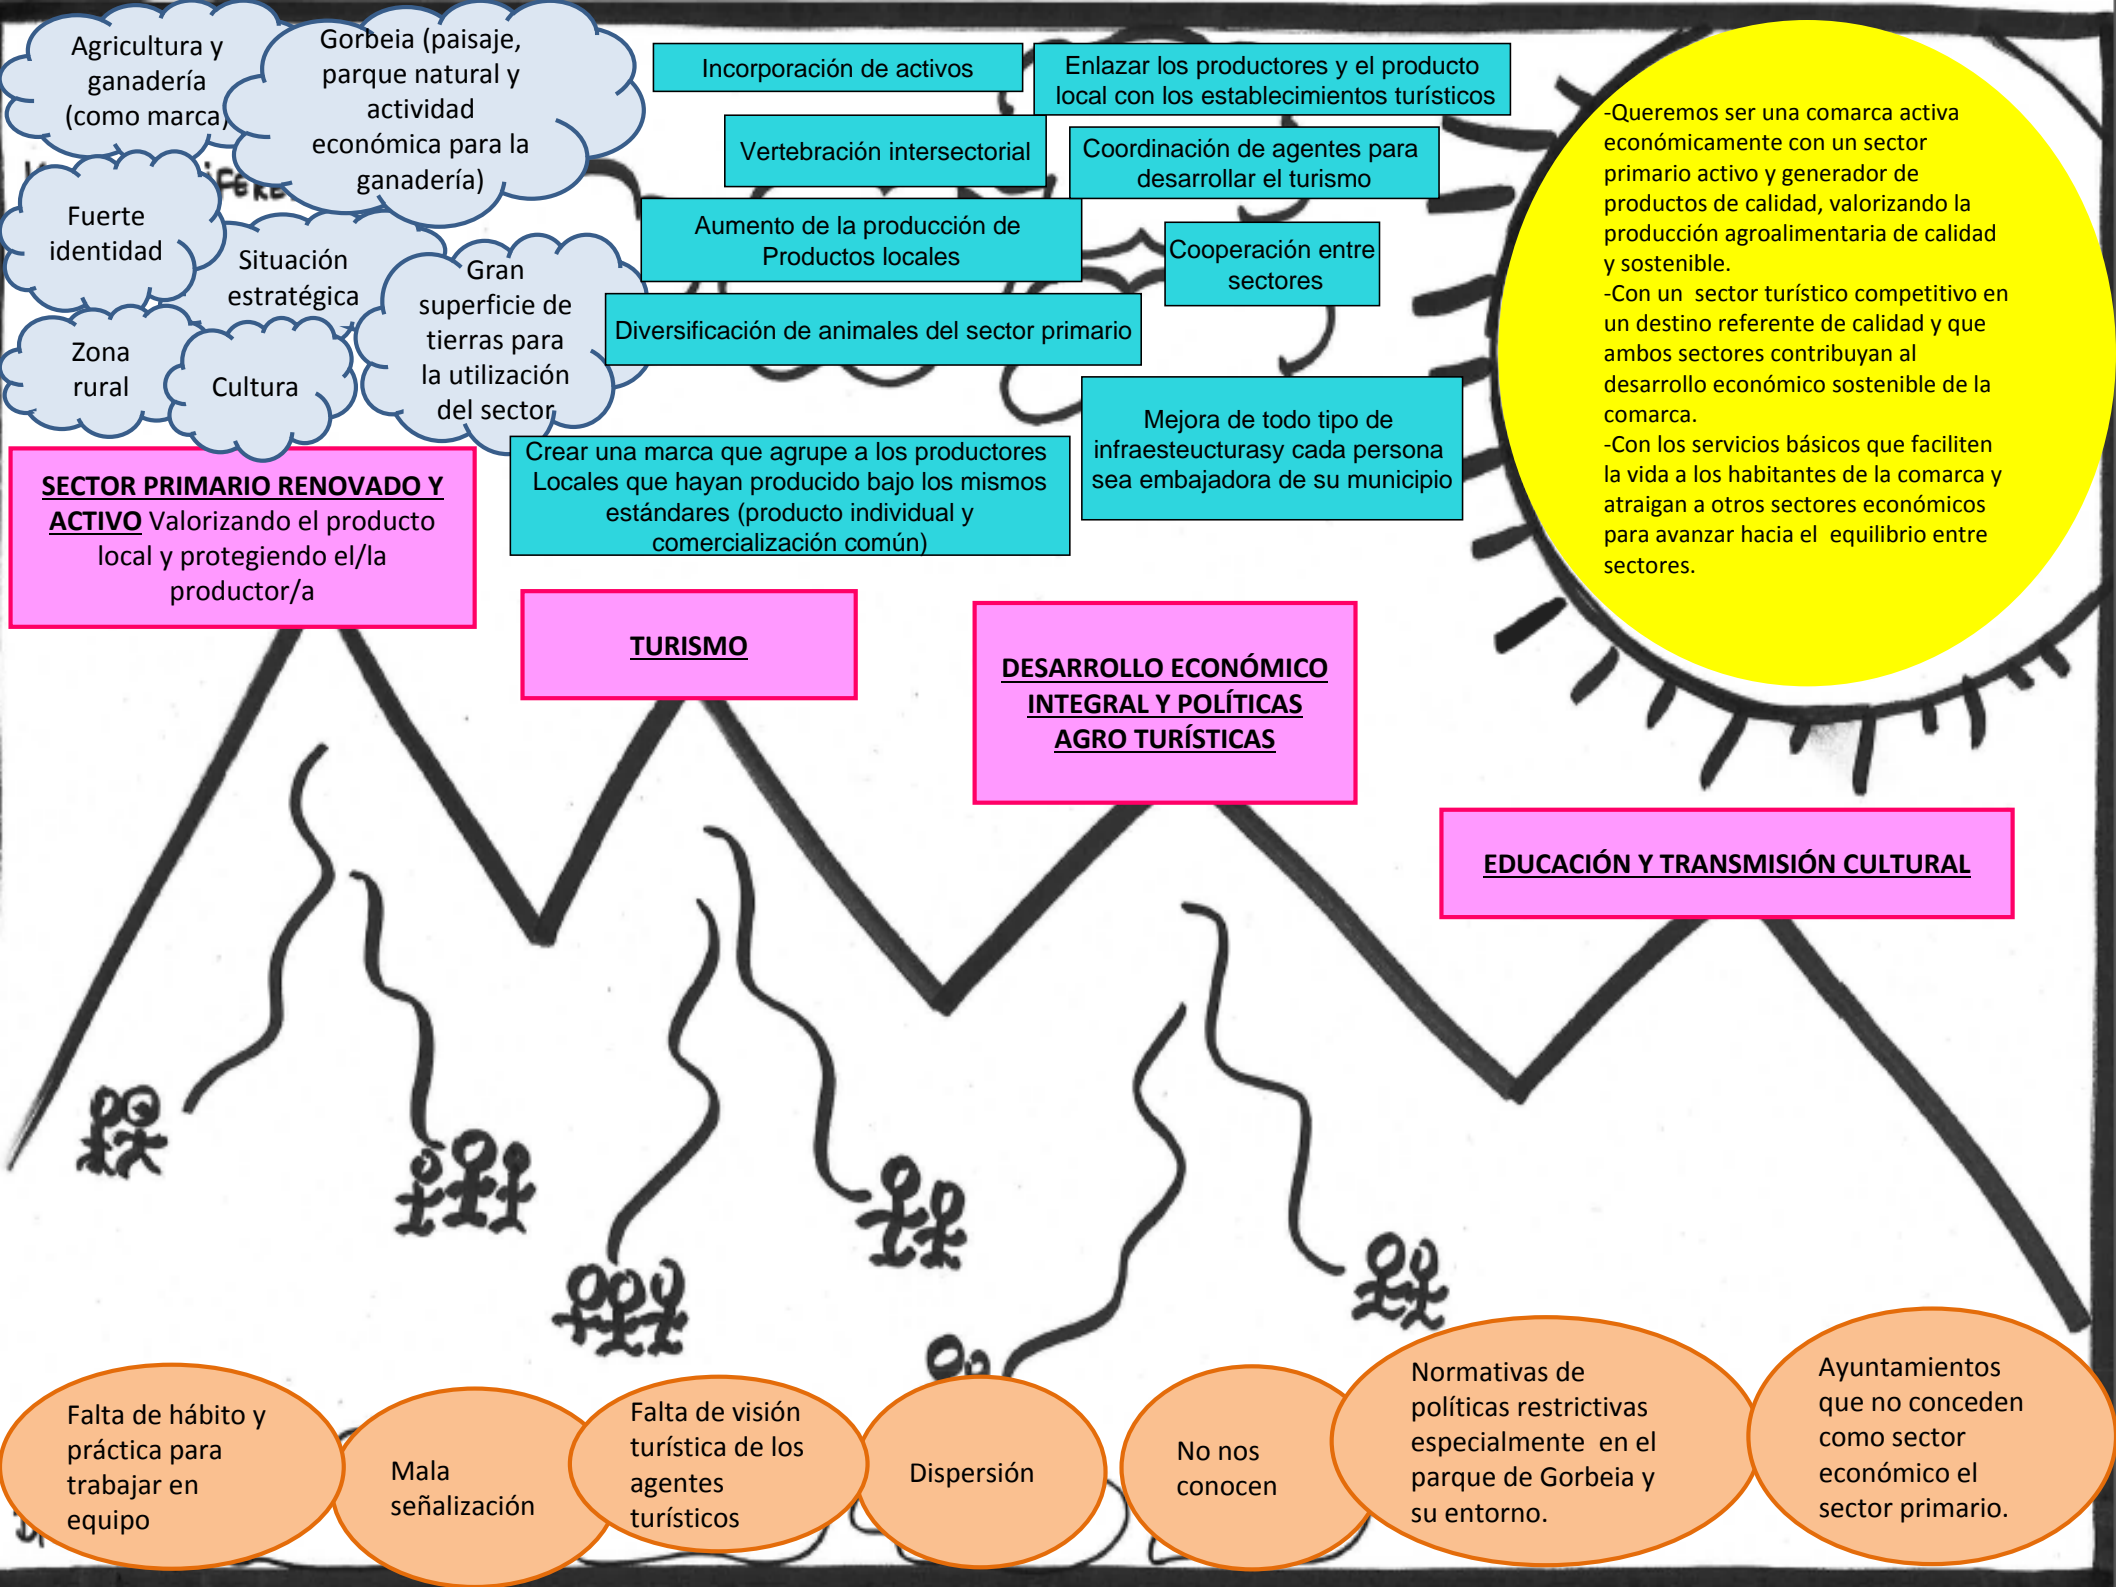 Agricultura y
ganadería
(como marca)
Gorbeia (paisaje,
parque natural y
actividad
económica para la
ganadería)
Fuerte
identidad
Situación
estratégica
Gran
superficie de
tierras para
la utilización
del sector
Zona
rural
Cultura
Incorporación de activos
Enlazar los productores y el producto
local con los establecimientos turísticos
Vertebración intersectorial
Coordinación de agentes para
desarrollar el turismo
Aumento de la producción de
Productos locales
Cooperación entre
sectores
Diversificación de animales del sector primario
Mejora de todo tipo de
infraesteucturasy cada persona
sea embajadora de su municipio
Crear una marca que agrupe a los productores
Locales que hayan producido bajo los mismos
estándares (producto individual y
comercialización común)
-Queremos ser una comarca activa
económicamente con un sector
primario activo y generador de
productos de calidad, valorizando la
producción agroalimentaria de calidad
y sostenible.
-Con un  sector turístico competitivo en
un destino referente de calidad y que
ambos sectores contribuyan al
desarrollo económico sostenible de la
comarca.
-Con los servicios básicos que faciliten
la vida a los habitantes de la comarca y
atraigan a otros sectores económicos
para avanzar hacia el  equilibrio entre
sectores.
SECTOR PRIMARIO RENOVADO Y
ACTIVO Valorizando el producto
local y protegiendo el/la
productor/a
TURISMO
DESARROLLO ECONÓMICO
INTEGRAL Y POLÍTICAS
AGRO TURÍSTICAS
EDUCACIÓN Y TRANSMISIÓN CULTURAL
Falta de hábito y
práctica para
trabajar en
equipo
Mala
señalización
Falta de visión
turística de los
agentes
turísticos
Dispersión
No nos
conocen
Normativas de
políticas restrictivas
especialmente  en el
parque de Gorbeia y
su entorno.
Ayuntamientos
que no conceden
como sector
económico el
sector primario.